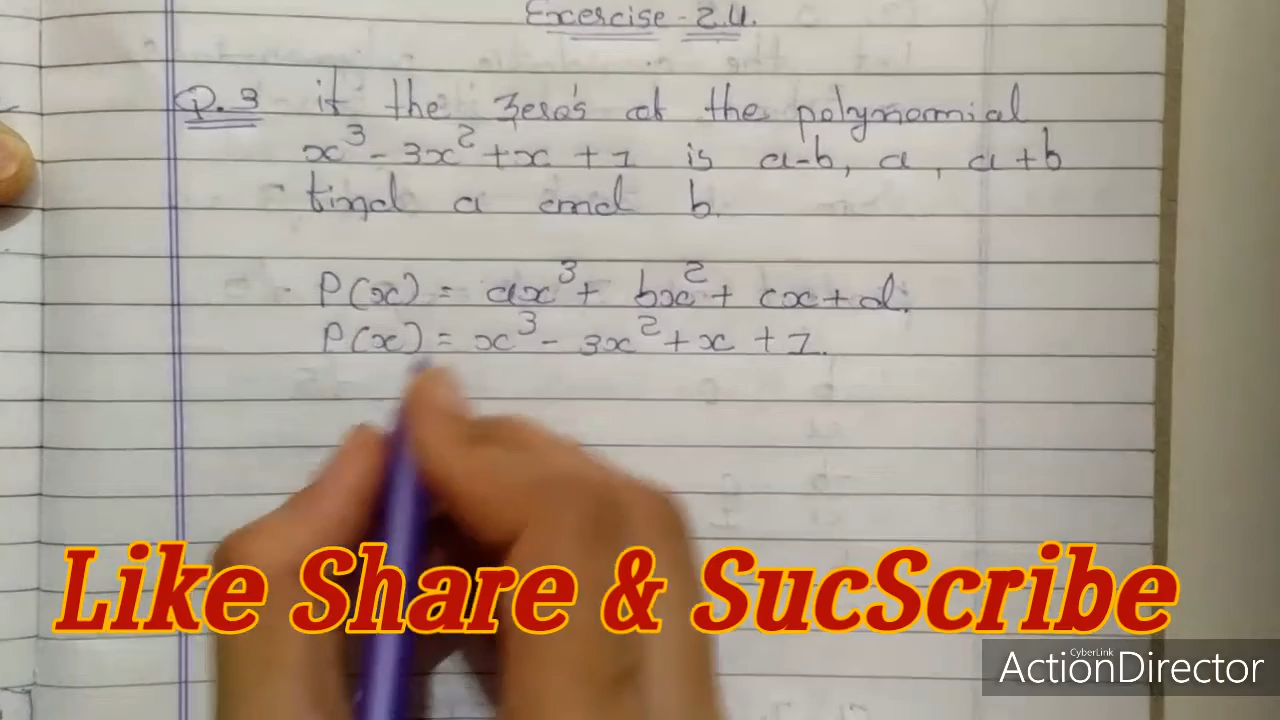 Exercise - 2.4.
Q.3 if the zero's of the polynomial
x³ - 3x² + x + 1 is a-b, a, a+b
find a and b.
P(x) = ax³ + bx² + cx + d.
P(x) = x³ - 3x² + x + 1.
Like Share & SucScribe
CyberLink
ActionDirector